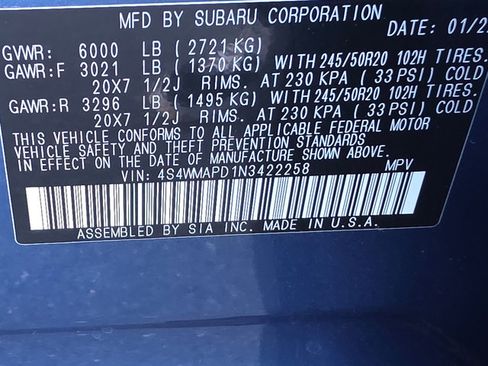 MFD BY SUBARU CORPORATION
DATE: 01/2
GVWR: 6000 LB (2721 KG)
GAWR:F 3021 LB (1370 KG) WITH 245/50R20 102H TIRES.
20X7 1/2J RIMS. AT 230 KPA (33 PSI) COLD
GAWR:R 3296 LB (1495 KG) WITH 245/50R20 102H TIRES.
20X7 1/2J RIMS. AT 230 KPA (33 PSI) COLD
THIS VEHICLE CONFORMS TO ALL APPLICABLE FEDERAL MOTOR
VEHICLE SAFETY AND THEFT PREVENTION STANDARDS
IN EFFECT ON THE DATE OF MANUFACTURE SHOWN ABOVE.
VIN: 4S4WMAPD1N3422258 MPV
ASSEMBLED BY SIA INC. MADE IN U.S.A.